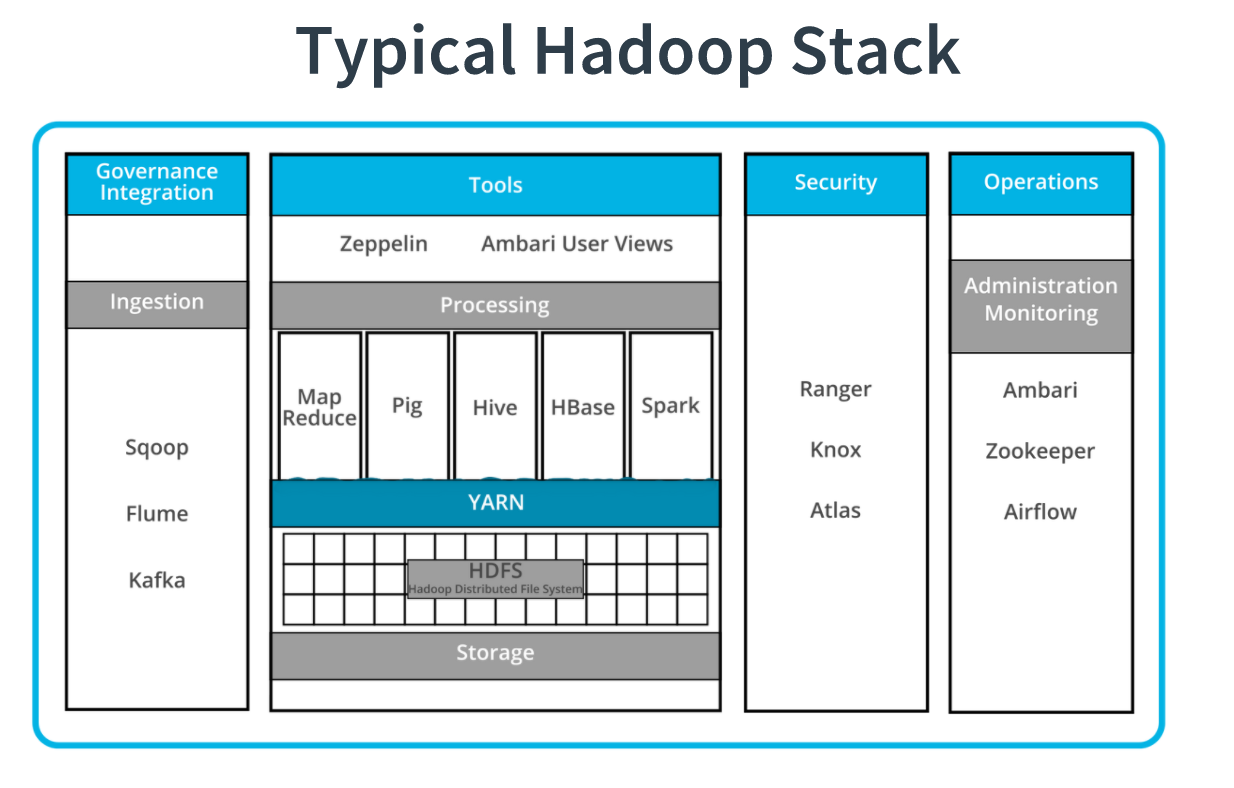 Typical Hadoop Stack
Governance
Integration
Ingestion
Sqoop
Flume
Kafka
Tools
Zeppelin Ambari User Views
Processing
Map
Reduce
Pig
Hive
HBase
Spark
YARN
HDFS
Hadoop Distributed File System
Storage
Security
Ranger
Knox
Atlas
Operations
Administration
Monitoring
Ambari
Zookeeper
Airflow